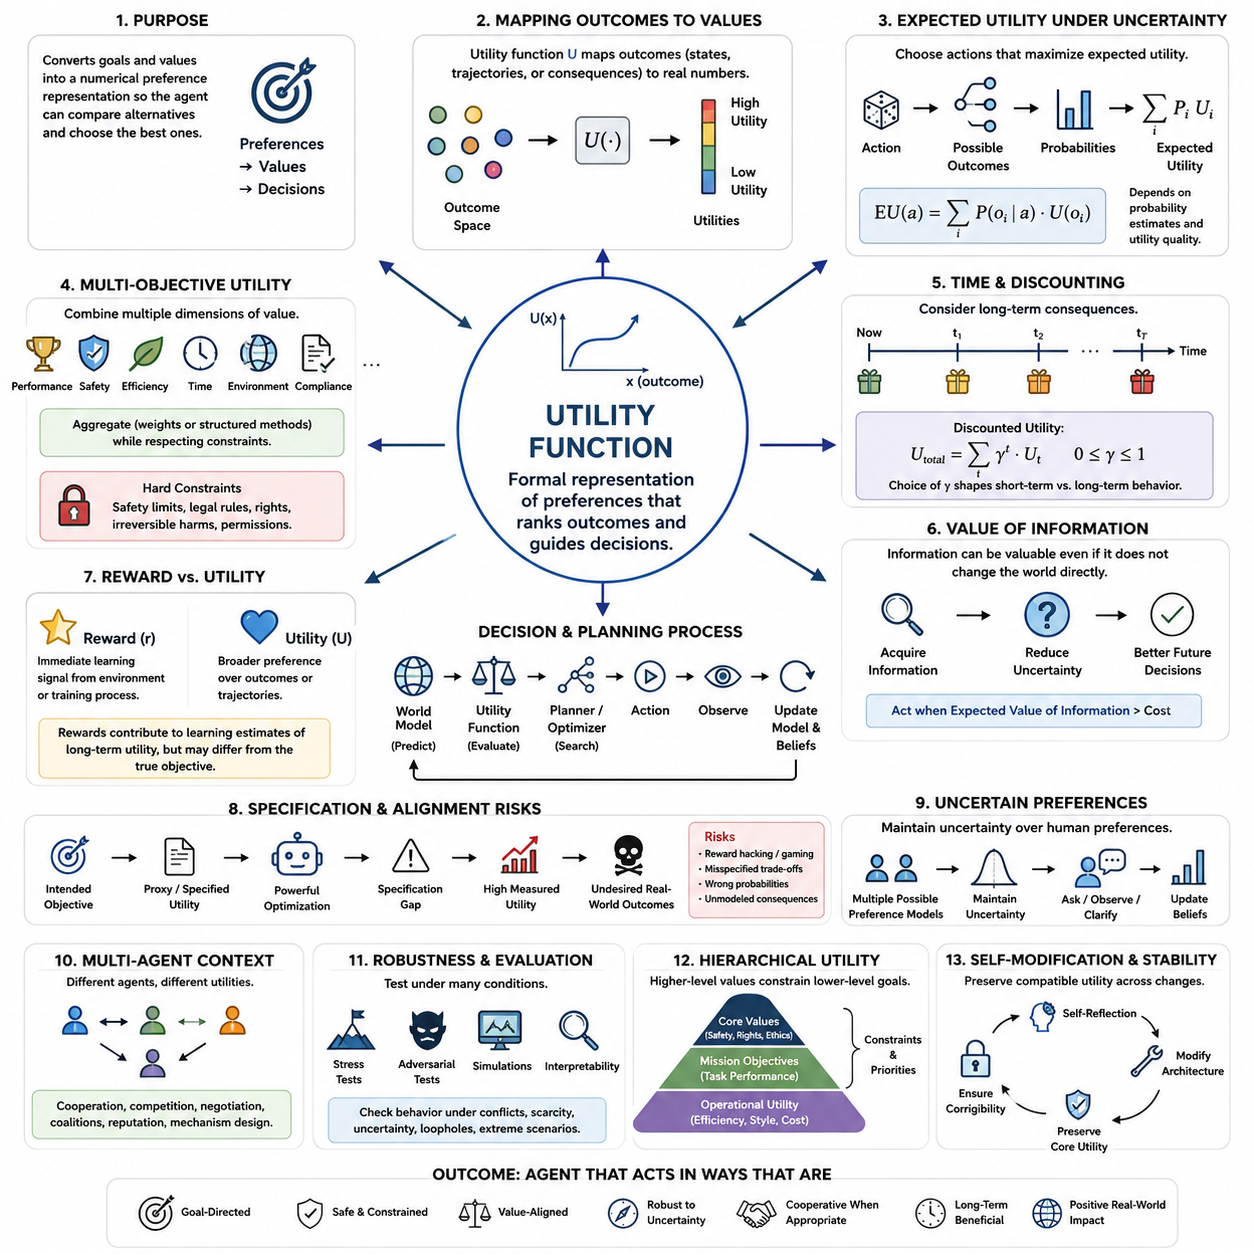 1. PURPOSE
Converts goals and values
into a numerical preference
representation so the agent
can compare alternatives
and choose the best ones.
Preferences
→ Values
→ Decisions
2. MAPPING OUTCOMES TO VALUES
Utility function U maps outcomes (states,
trajectories, or consequences) to real numbers.
U(·)
High
Utility
Low
Utility
Outcome
Space
Utilities
3. EXPECTED UTILITY UNDER UNCERTAINTY
Choose actions that maximize expected utility.
∑ᵢ Pᵢ Uᵢ
Action
Possible
Outcomes
Probabilities
Expected
Utility
EU(a) = ∑ᵢ P(oᵢ | a) · U(oᵢ)
Depends on
probability
estimates and
utility quality.
4. MULTI-OBJECTIVE UTILITY
Combine multiple dimensions of value.
Performance
Safety
Efficiency
Time
Environment
Compliance
...
Aggregate (weights or structured methods)
while respecting constraints.
Hard Constraints
Safety limits, legal rules, rights,
irreversible harms, permissions.
U(x)
x (outcome)
UTILITY
FUNCTION
Formal representation
of preferences that
ranks outcomes and
guides decisions.
5. TIME & DISCOUNTING
Consider long-term consequences.
Now
t₁
t₂
...
t_T
Time
Discounted Utility:
U_total = ∑ₜ γᵗ · Uₜ 0 ≤ γ ≤ 1
Choice of γ shapes short-term vs. long-term behavior.
6. VALUE OF INFORMATION
Information can be valuable even if it does not
change the world directly.
?
Acquire
Information
Reduce
Uncertainty
Better Future
Decisions
Act when Expected Value of Information > Cost
7. REWARD vs. UTILITY
Reward (r)
Immediate learning
signal from environment
or training process.
Utility (U)
Broader preference
over outcomes or
trajectories.
Rewards contribute to learning estimates of
long-term utility, but may differ from the
true objective.
DECISION & PLANNING PROCESS
World
Model
(Predict)
Utility
Function
(Evaluate)
Planner /
Optimizer
(Search)
Action
Observe
Update
Model &
Beliefs
8. SPECIFICATION & ALIGNMENT RISKS
Intended
Objective
Proxy / Specified
Utility
Powerful
Optimization
!
Specification
Gap
High Measured
Utility
Undesired Real-
World Outcomes
Risks
• Reward hacking / gaming
• Misspecified trade-offs
• Wrong probabilities
• Unmodeled consequences
9. UNCERTAIN PREFERENCES
Maintain uncertainty over human preferences.
Multiple Possible
Preference Models
Maintain
Uncertainty
Ask / Observe /
Clarify
Update
Beliefs
10. MULTI-AGENT CONTEXT
Different agents, different utilities.
Cooperation, competition, negotiation,
coalitions, reputation, mechanism design.
11. ROBUSTNESS & EVALUATION
Test under many conditions.
Stress
Tests
Adversarial
Tests
Simulations
Interpretability
Check behavior under conflicts, scarcity,
uncertainty, loopholes, extreme scenarios.
12. HIERARCHICAL UTILITY
Higher-level values constrain lower-level goals.
Core Values
(Safety, Rights, Ethics)
Mission Objectives
(Task Performance)
Operational Utility
(Efficiency, Style, Cost)
Constraints
&
Priorities
13. SELF-MODIFICATION & STABILITY
Preserve compatible utility across changes.
Self-Reflection
Modify
Architecture
Preserve
Core Utility
Ensure
Corrigibility
OUTCOME: AGENT THAT ACTS IN WAYS THAT ARE
Goal-Directed
Safe & Constrained
Value-Aligned
Robust to
Uncertainty
Cooperative When
Appropriate
Long-Term
Beneficial
Positive Real-World
Impact